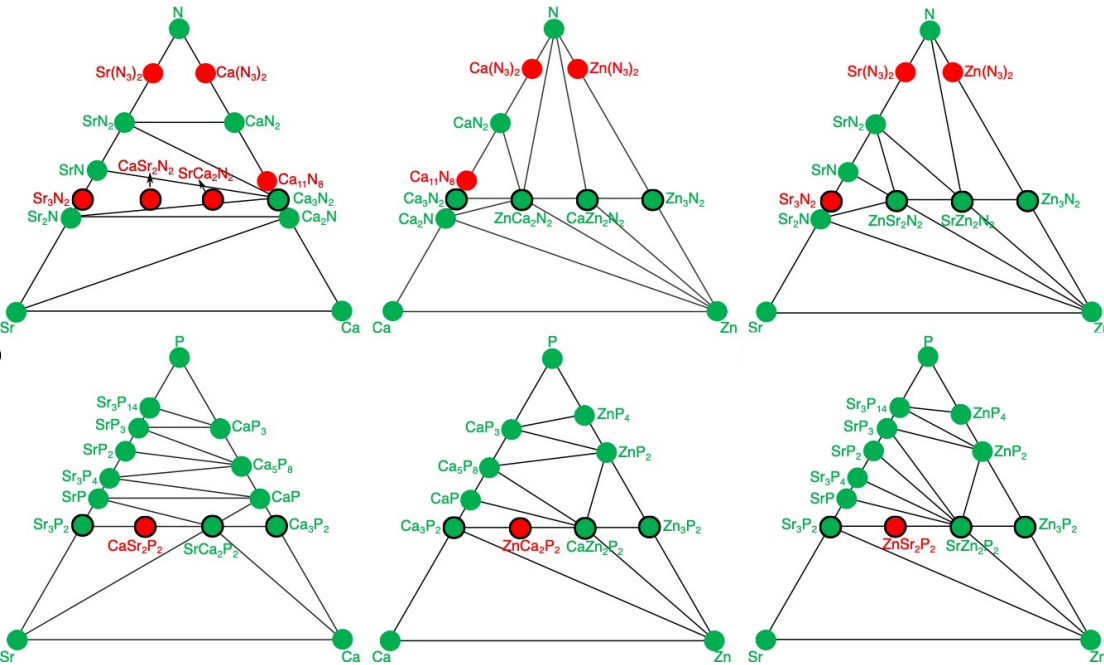 N
Sr(N₃)₂
Ca(N₃)₂
SrN₂
CaN₂
SrN
CaSr₂N₂
SrCa₂N₂
Ca₁₁N₈
Sr₃N₂
Ca₃N₂
Sr₂N
Ca₂N
Sr
Ca
N
Ca(N₃)₂
Zn(N₃)₂
CaN₂
Ca₁₁N₈
Ca₃N₂
Zn₃N₂
Ca₂N
ZnCa₂N₂
CaZn₂N₂
Ca
Zn
N
Sr(N₃)₂
Zn(N₃)₂
SrN₂
SrN
Sr₃N₂
Zn₃N₂
Sr₂N
ZnSr₂N₂
SrZn₂N₂
Sr
P
Sr₃P₁₄
SrP₃
CaP₃
SrP₂
Ca₅P₈
Sr₃P₄
SrP
CaP
Sr₃P₂
Ca₃P₂
CaSr₂P₂
SrCa₂P₂
Sr
Ca
P
ZnP₄
CaP₃
ZnP₂
Ca₅P₈
CaP
Ca₃P₂
Zn₃P₂
ZnCa₂P₂
CaZn₂P₂
Ca
Zn
P
Sr₃P₁₄
ZnP₄
SrP₃
SrP₂
ZnP₂
Sr₃P₄
SrP
Sr₃P₂
Zn₃P₂
ZnSr₂P₂
SrZn₂P₂
Sr